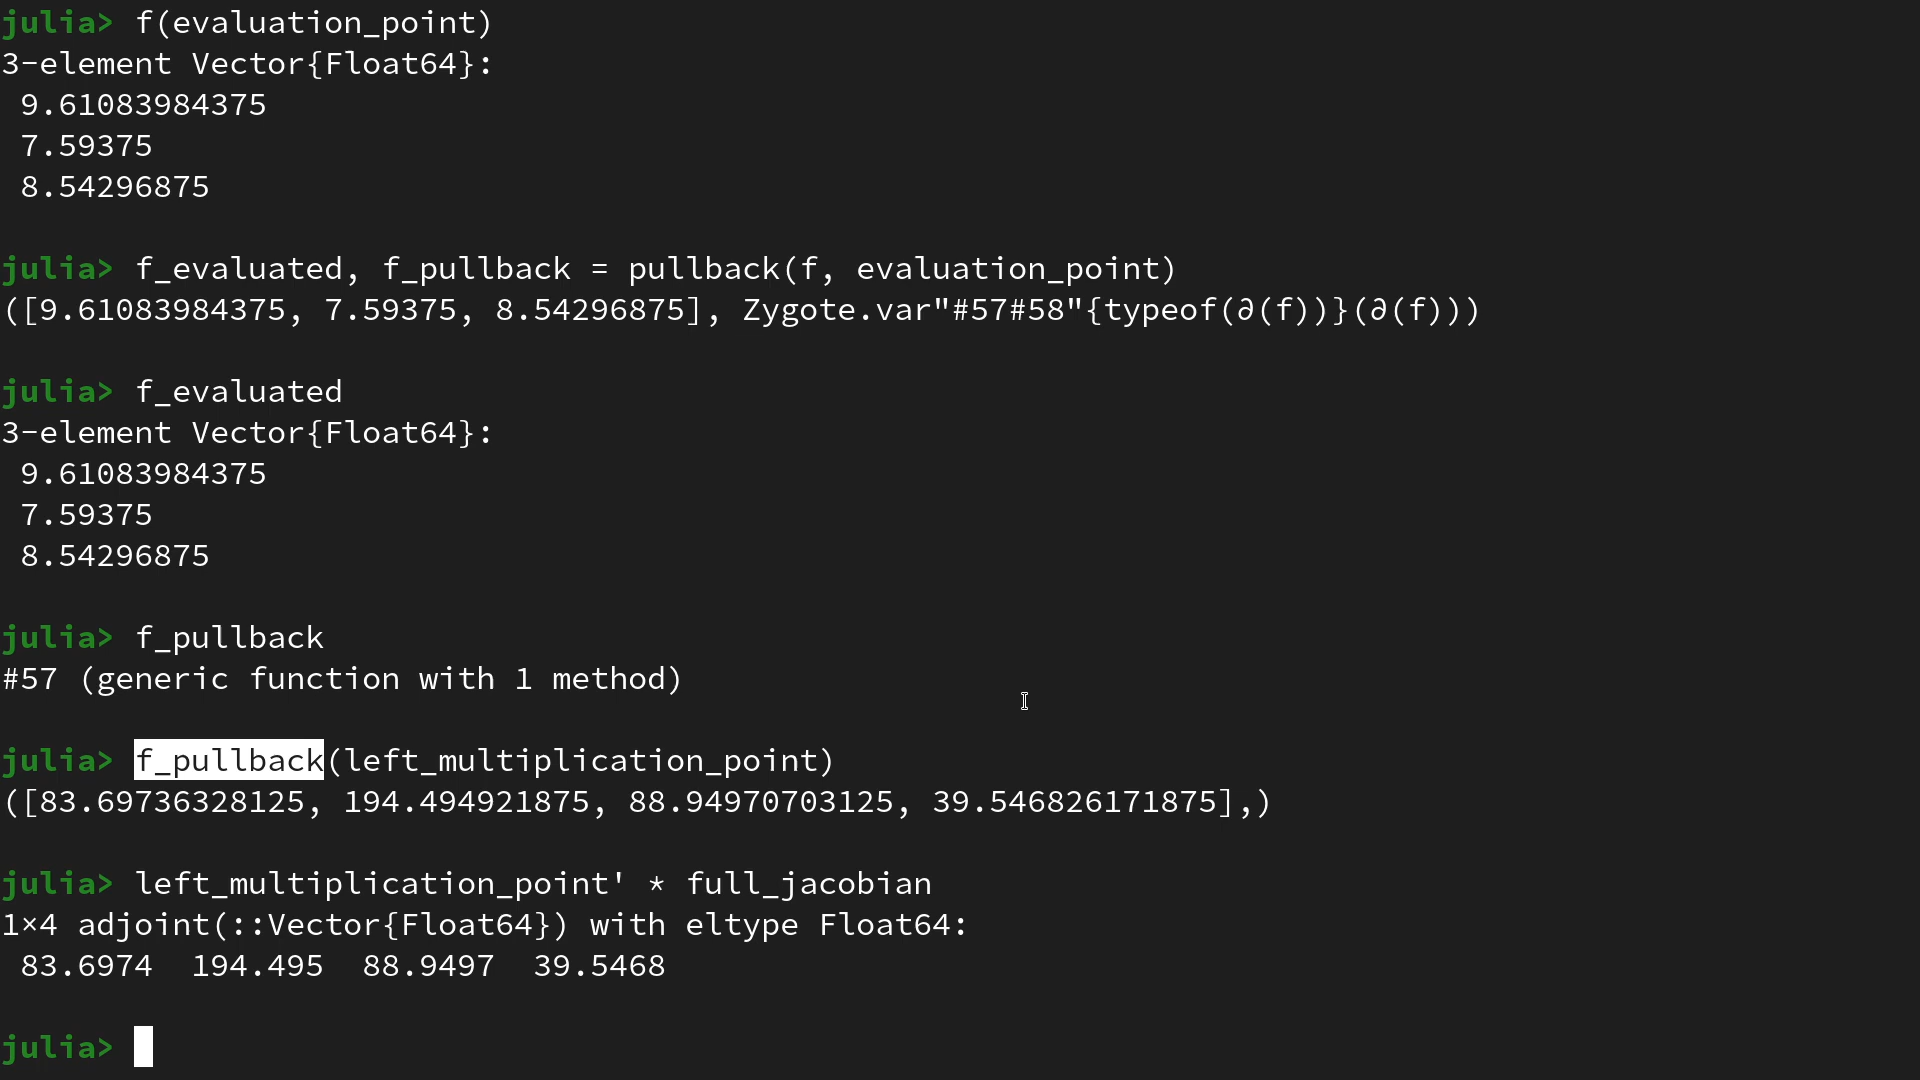 julia> f(evaluation_point)
3-element Vector{Float64}:
 9.61083984375
 7.59375
 8.54296875
julia> f_evaluated, f_pullback = pullback(f, evaluation_point)
([9.61083984375, 7.59375, 8.54296875], Zygote.var"#57#58"{typeof(∂(f))}(∂(f)))
julia> f_evaluated
3-element Vector{Float64}:
 9.61083984375
 7.59375
 8.54296875
julia> f_pullback
#57 (generic function with 1 method)
julia> f_pullback(left_multiplication_point)
([83.69736328125, 194.494921875, 88.94970703125, 39.546826171875],)
julia> left_multiplication_point' * full_jacobian
1×4 adjoint(::Vector{Float64}) with eltype Float64:
 83.6974  194.495  88.9497  39.5468
julia>